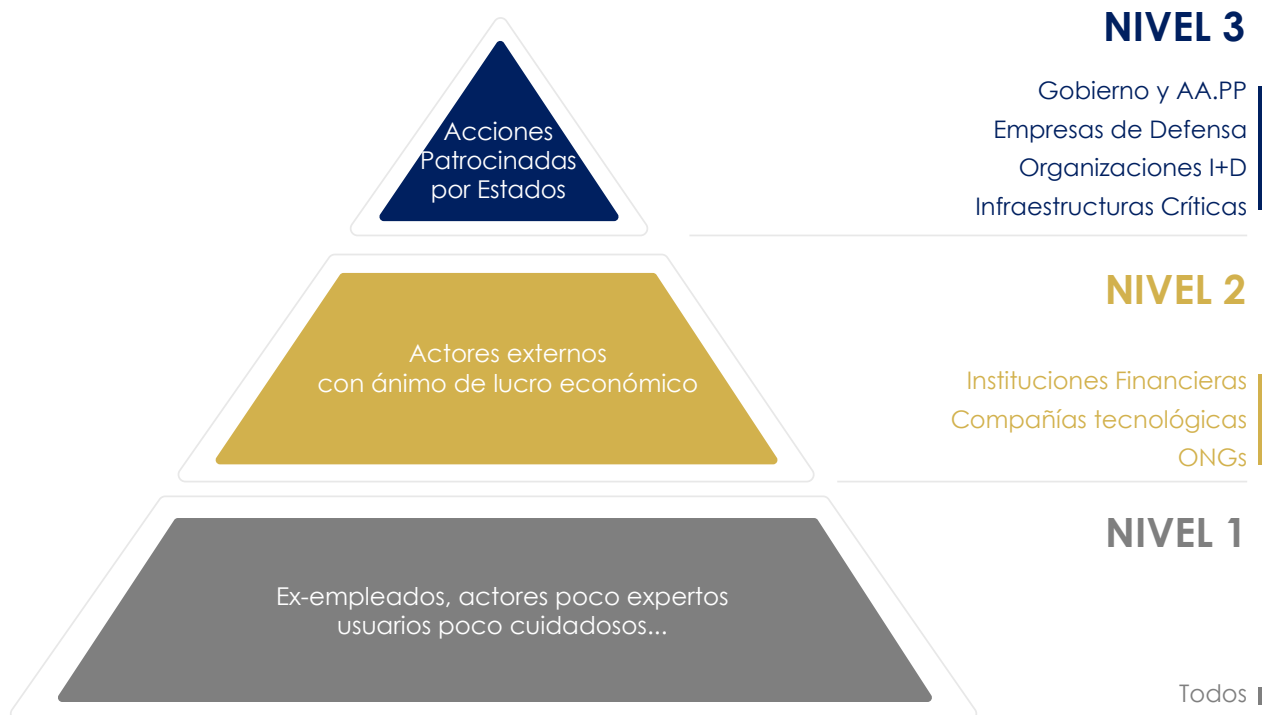 NIVEL 3
Gobierno y AA.PP
Empresas de Defensa
Organizaciones I+D
Infraestructuras Críticas
Acciones
Patrocinadas
por Estados
NIVEL 2
Actores externos
con ánimo de lucro económico
Instituciones Financieras
Compañías tecnológicas
ONGs
NIVEL 1
Ex-empleados, actores poco expertos
usuarios poco cuidadosos...
Todos